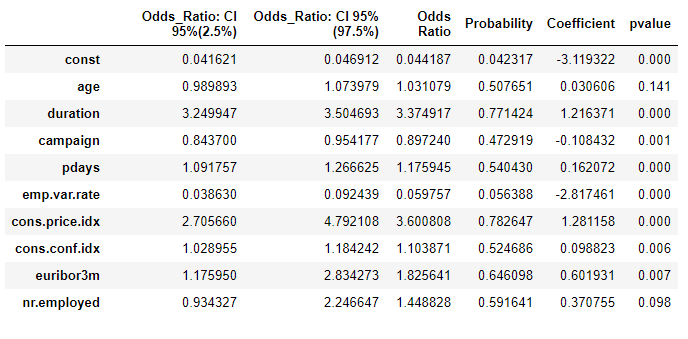 Odds_Ratio: CI 95%(2.5%) Odds_Ratio: CI 95% (97.5%) Odds Ratio Probability Coefficient pvalue
const 0.041621 0.046912 0.044187 0.042317 -3.119322 0.000
age 0.989893 1.073979 1.031079 0.507651 0.030606 0.141
duration 3.249947 3.504693 3.374917 0.771424 1.216371 0.000
campaign 0.843700 0.954177 0.897240 0.472919 -0.108432 0.001
pdays 1.091757 1.266625 1.175945 0.540430 0.162072 0.000
emp.var.rate 0.038630 0.092439 0.059757 0.056388 -2.817461 0.000
cons.price.idx 2.705660 4.792108 3.600808 0.782647 1.281158 0.000
cons.conf.idx 1.028955 1.184242 1.103871 0.524686 0.098823 0.006
euribor3m 1.175950 2.834273 1.825641 0.646098 0.601931 0.007
nr.employed 0.934327 2.246647 1.448828 0.591641 0.370755 0.098